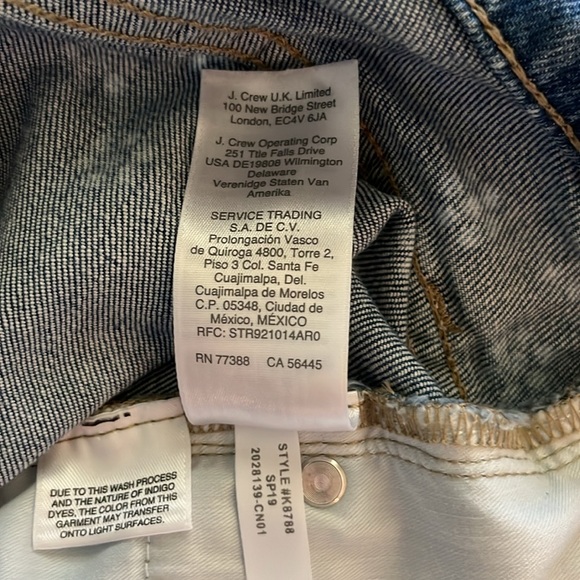 J. Crew U.K. Limited
100 New Bridge Street
London, EC4V 6JA
J. Crew Operating Corp
251 Ttle Falls Drive
USA DE19808 Wilmington
Delaware
Verenidge Staten Van
Amerika
SERVICE TRADING
S.A. DE C.V.
Prolongación Vasco
de Quiroga 4800, Torre 2,
Piso 3 Col. Santa Fe
Cuajimalpa, Del.
Cuajimalpa de Morelos
C.P. 05348, Ciudad de
México, MÉXICO
RFC: STR921014AR0
RN 77388 CA 56445
DUE TO THIS WASH PROCESS
AND THE NATURE OF INDIGO
DYES, THE COLOR FROM THIS
GARMENT MAY TRANSFER
ONTO LIGHT SURFACES.
STYLE #K8788
SP19
2028139-CN01